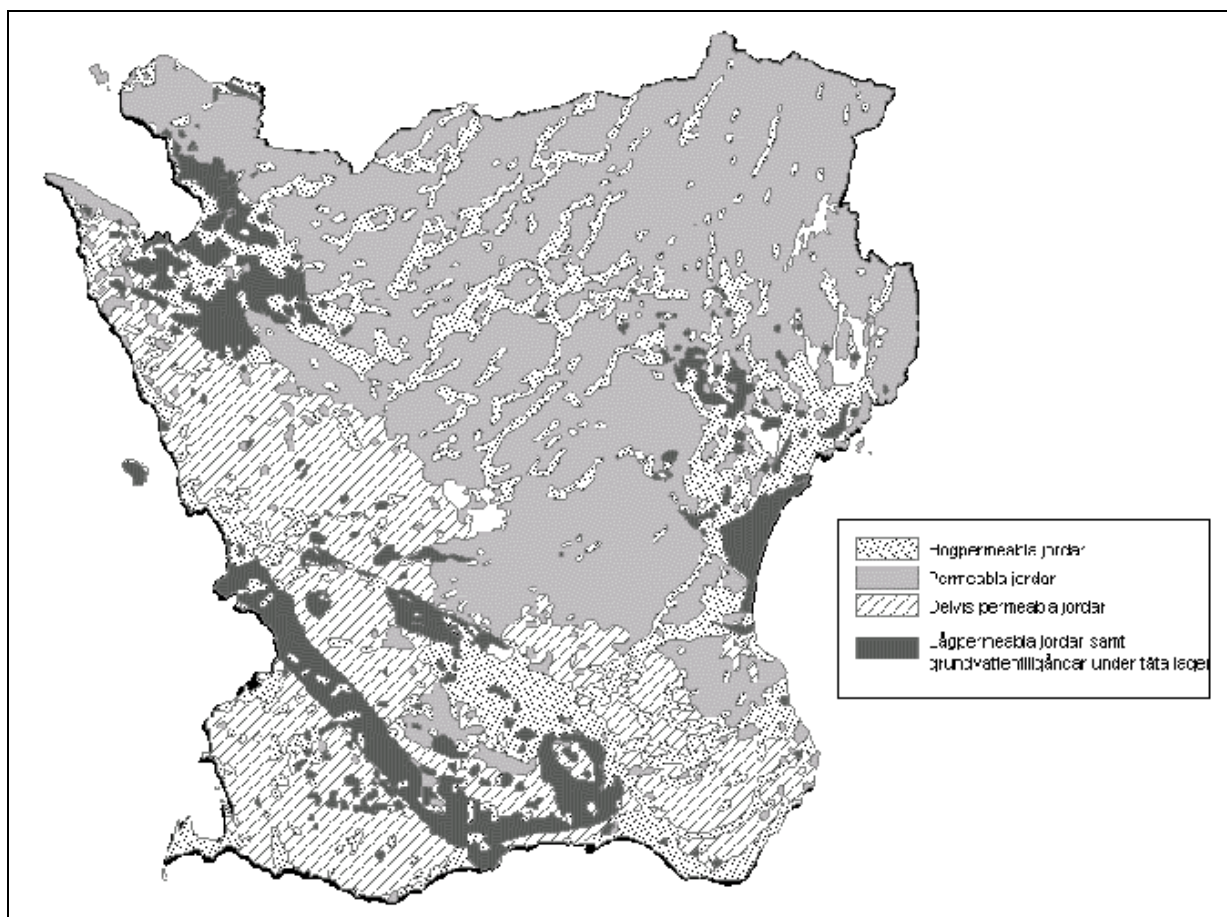 Högpermeabla jordar
Permeabla jordar
Delvis permeabla jordar
Lågpermeabla jordar samt
grundvattentillgångar under täta lager